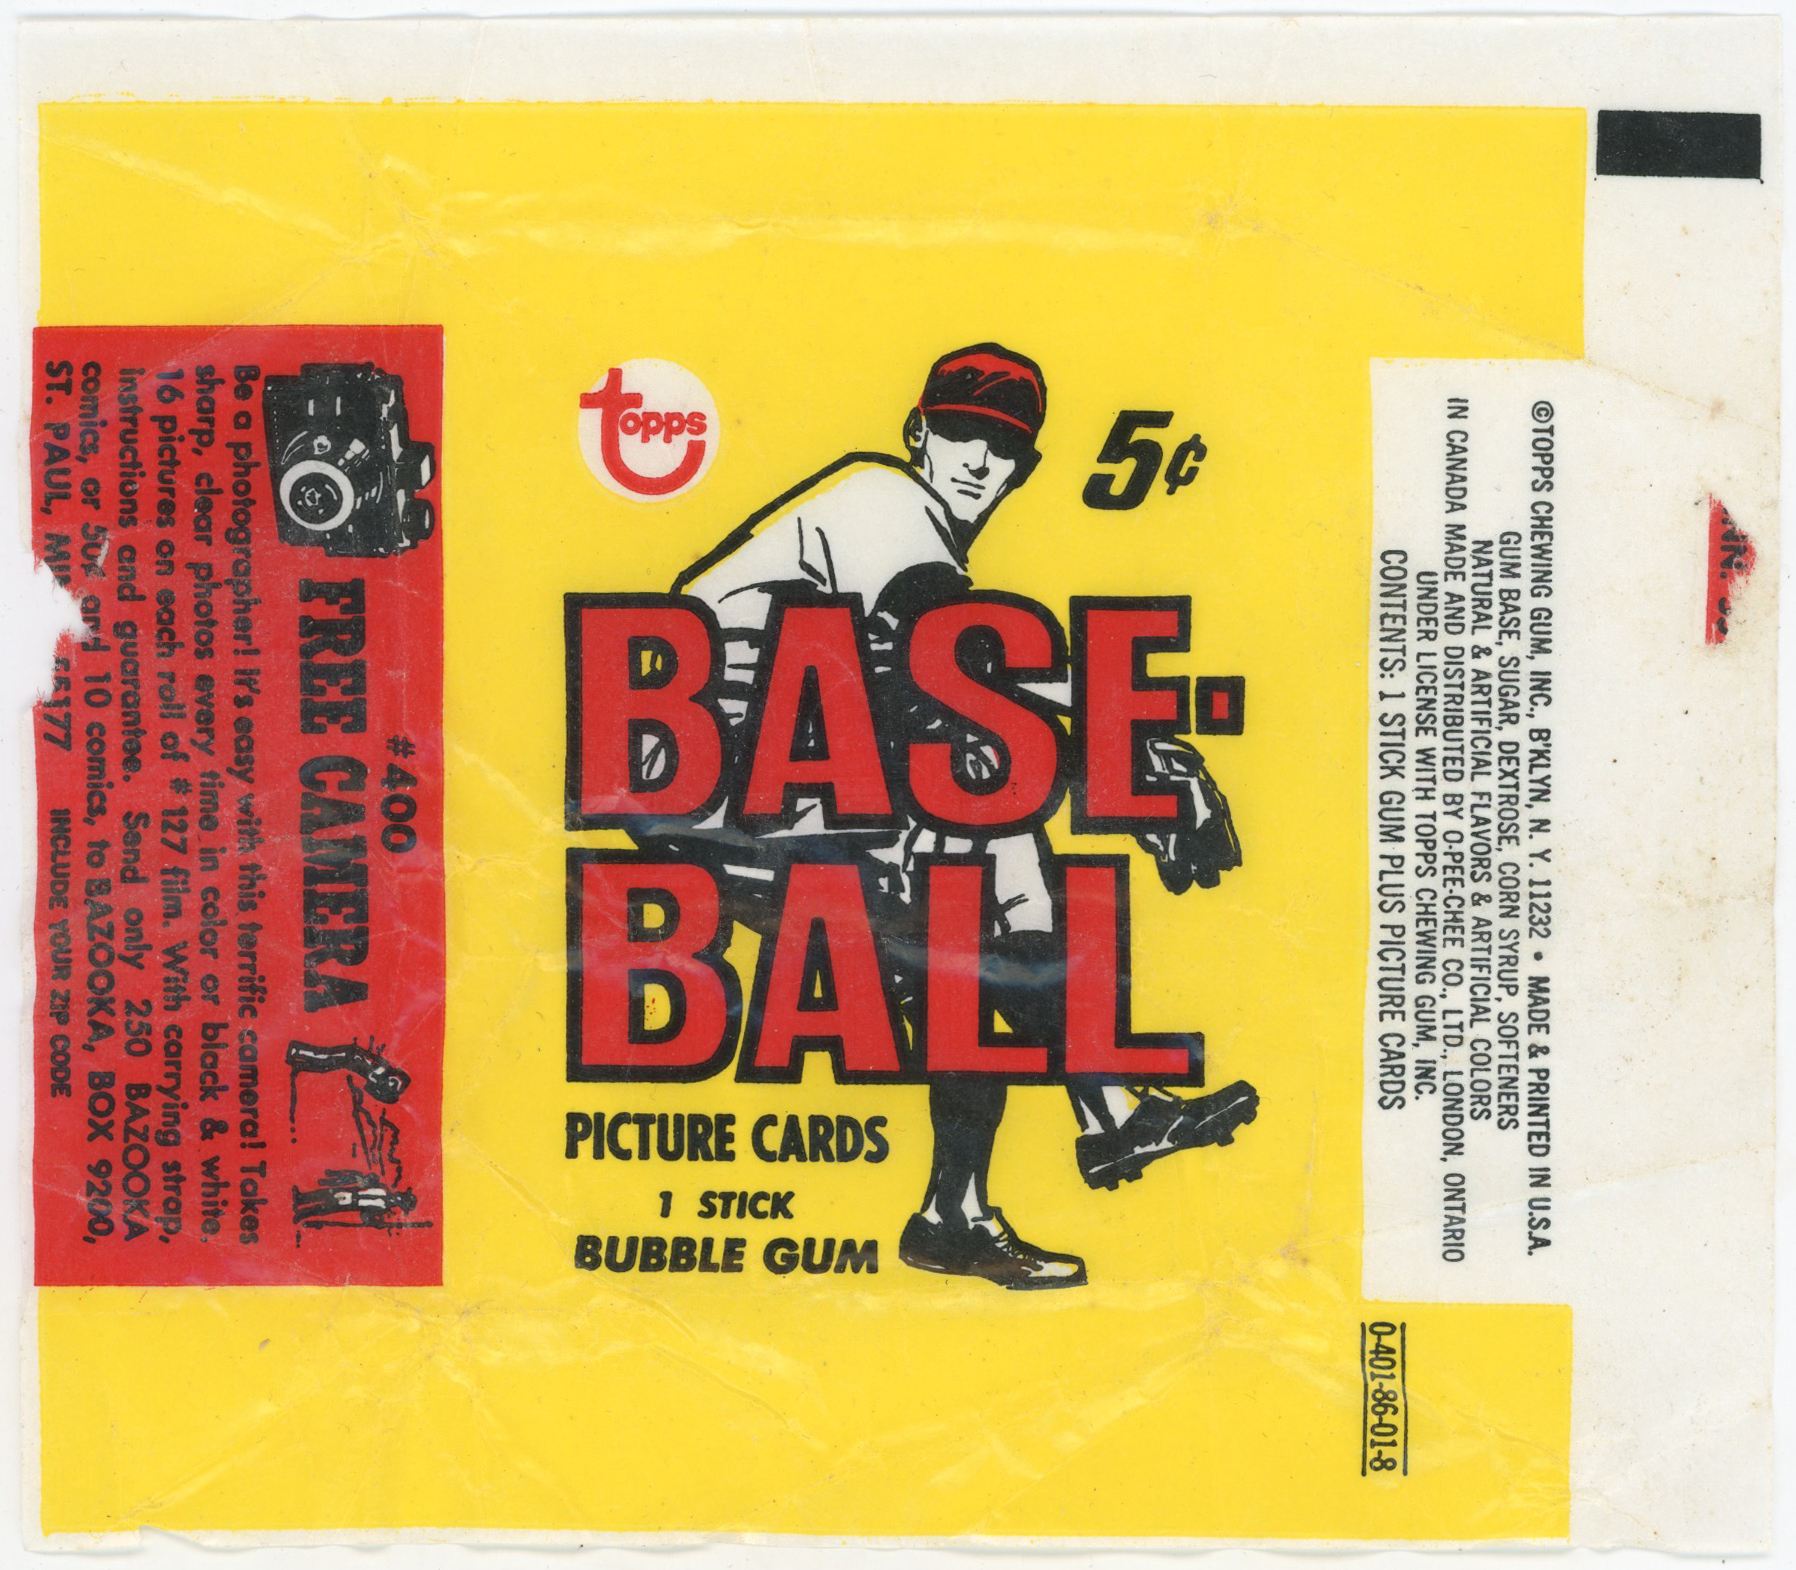 topps
5¢
BASE-
BALL
PICTURE CARDS
1 STICK
BUBBLE GUM
#400
FREE CAMERA
Be a photographer! It's easy with this terrific camera! Takes
sharp, clear photos every time in color or black & white.
16 pictures on each roll of #127 film. With carrying strap,
instructions and guarantee. Send only 250 BAZOOKA
comics, or 50¢ and 10 comics, to BAZOOKA, BOX 9200,
ST. PAUL, 55177 INCLUDE YOUR ZIP CODE
©TOPPS CHEWING GUM, INC., B'KLYN, N. Y. 11232 • MADE & PRINTED IN U.S.A.
GUM BASE, SUGAR, DEXTROSE, CORN SYRUP, SOFTENERS
NATURAL & ARTIFICIAL FLAVORS & ARTIFICIAL COLORS
IN CANADA MADE AND DISTRIBUTED BY O-PEE-CHEE CO., LTD., LONDON, ONTARIO
UNDER LICENSE WITH TOPPS CHEWING GUM, INC.
CONTENTS: 1 STICK GUM PLUS PICTURE CARDS
0-401-86-01-8